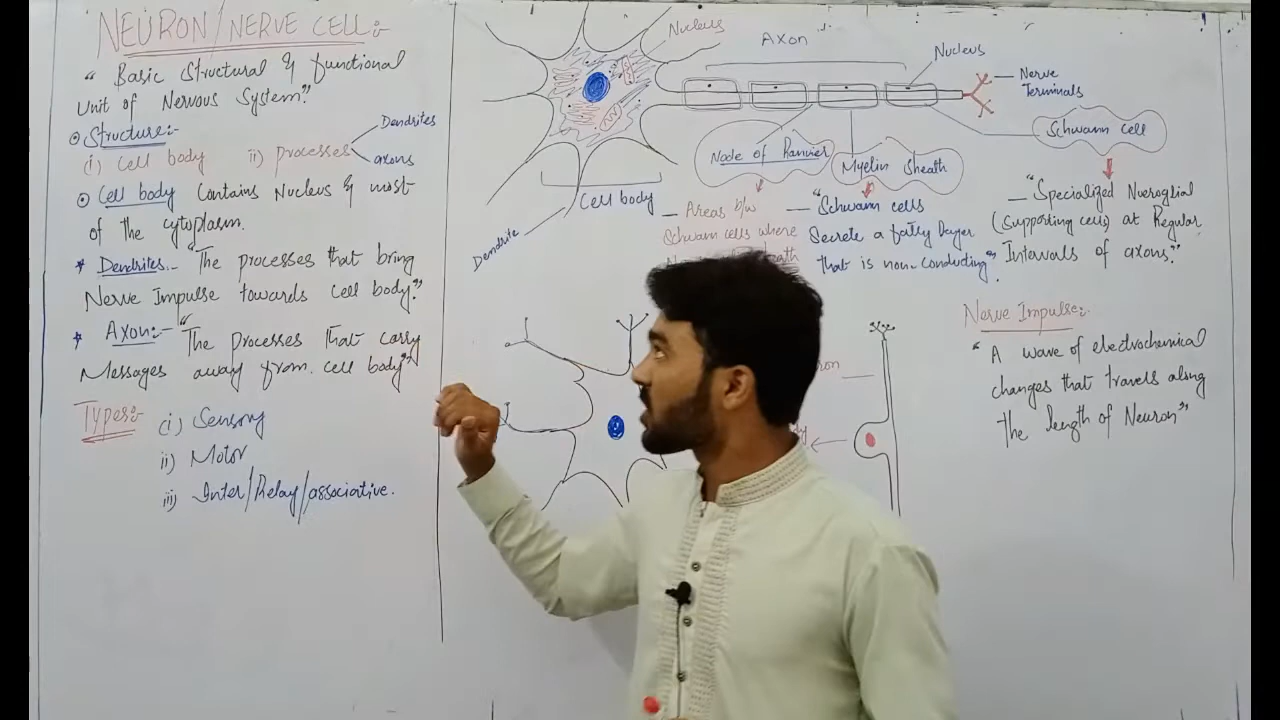 NEURON/NERVE CELL:-
" Basic Structural & functional
Unit of Nervous System."
Structure:-
(i) Cell body ii) processes
Dendrites
axons
Cell body Contains Nucleus & most
of the cytoplasm.
* Dendrites.- "The processes that bring
Nerve Impulse towards Cell body."
* Axon:- "The Processes that carry
Messages away from. cell body"
Types:-
(i) Sensory
ii) Motor
iii) Inter/Relay/associative.
Nucleus
Axon
Nucleus
Nerve
Terminals
Schwann cell
Node of Ranvier
Myelin Sheath
Cell body
Dendrite
_ Areas b/w
Schwann cells where
_ "Schwann cells
Secrete a fatty layer
that is non-conducting"
_ "Specialized Nueroglial
(supporting cells) at Regular
Intervals of axons."
Nerve Impulse:-
" A wave of electrochemical
changes that travels along
the length of Neuron"